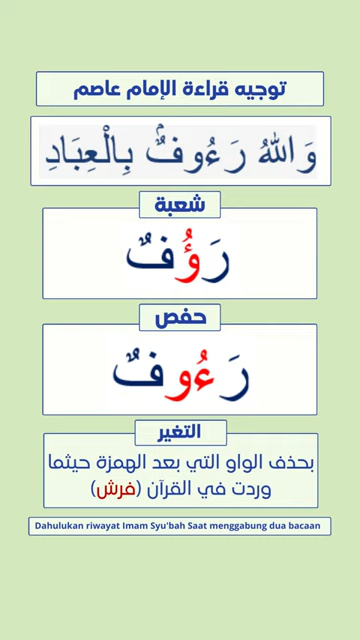 توجيه قراءة الإمام عاصم
وَاللهُ رَءُوفٌۢ بِالْعِبَادِ
شعبة
رَؤُفٌ
حفص
رَءُوفٌ
التغير
بحذف الواو التي بعد الهمزة حيثما
وردت في القرآن (فرش)
Dahulukan riwayat Imam Syu'bah Saat menggabung dua bacaan